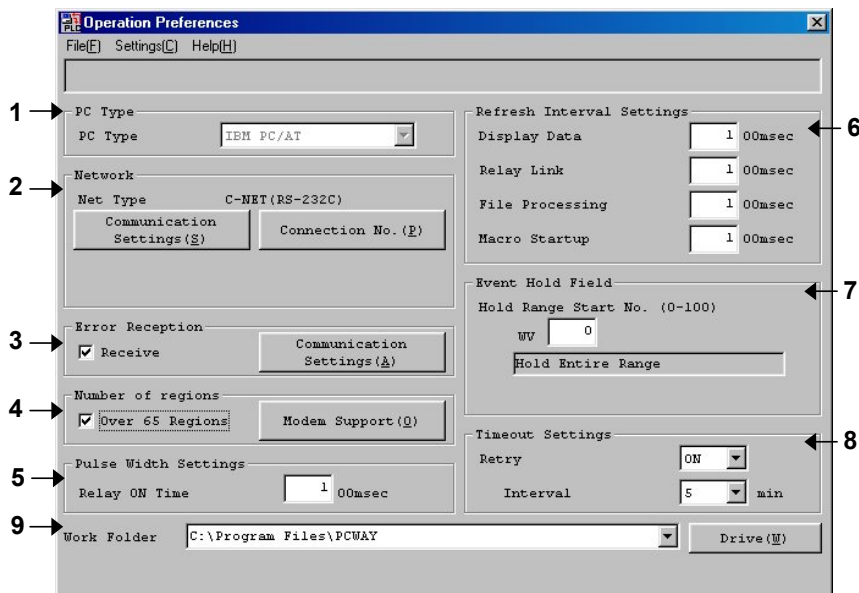 Operation Preferences
File(F) Settings(C) Help(H)
1
PC Type
PC Type IBM PC/AT
2
Network
Net Type C-NET(RS-232C)
Communication Settings(S)
Connection No.(P)
3
Error Reception
Receive
Communication Settings(A)
4
Number of regions
Over 65 Regions
Modem Support(O)
5
Pulse Width Settings
Relay ON Time 1 00msec
6
Refresh Interval Settings
Display Data 1 00msec
Relay Link 1 00msec
File Processing 1 00msec
Macro Startup 1 00msec
7
Event Hold Field
Hold Range Start No. (0-100)
WV 0
Hold Entire Range
8
Timeout Settings
Retry ON
Interval 5 min
9
Work Folder C:\Program Files\PCWAY
Drive(W)